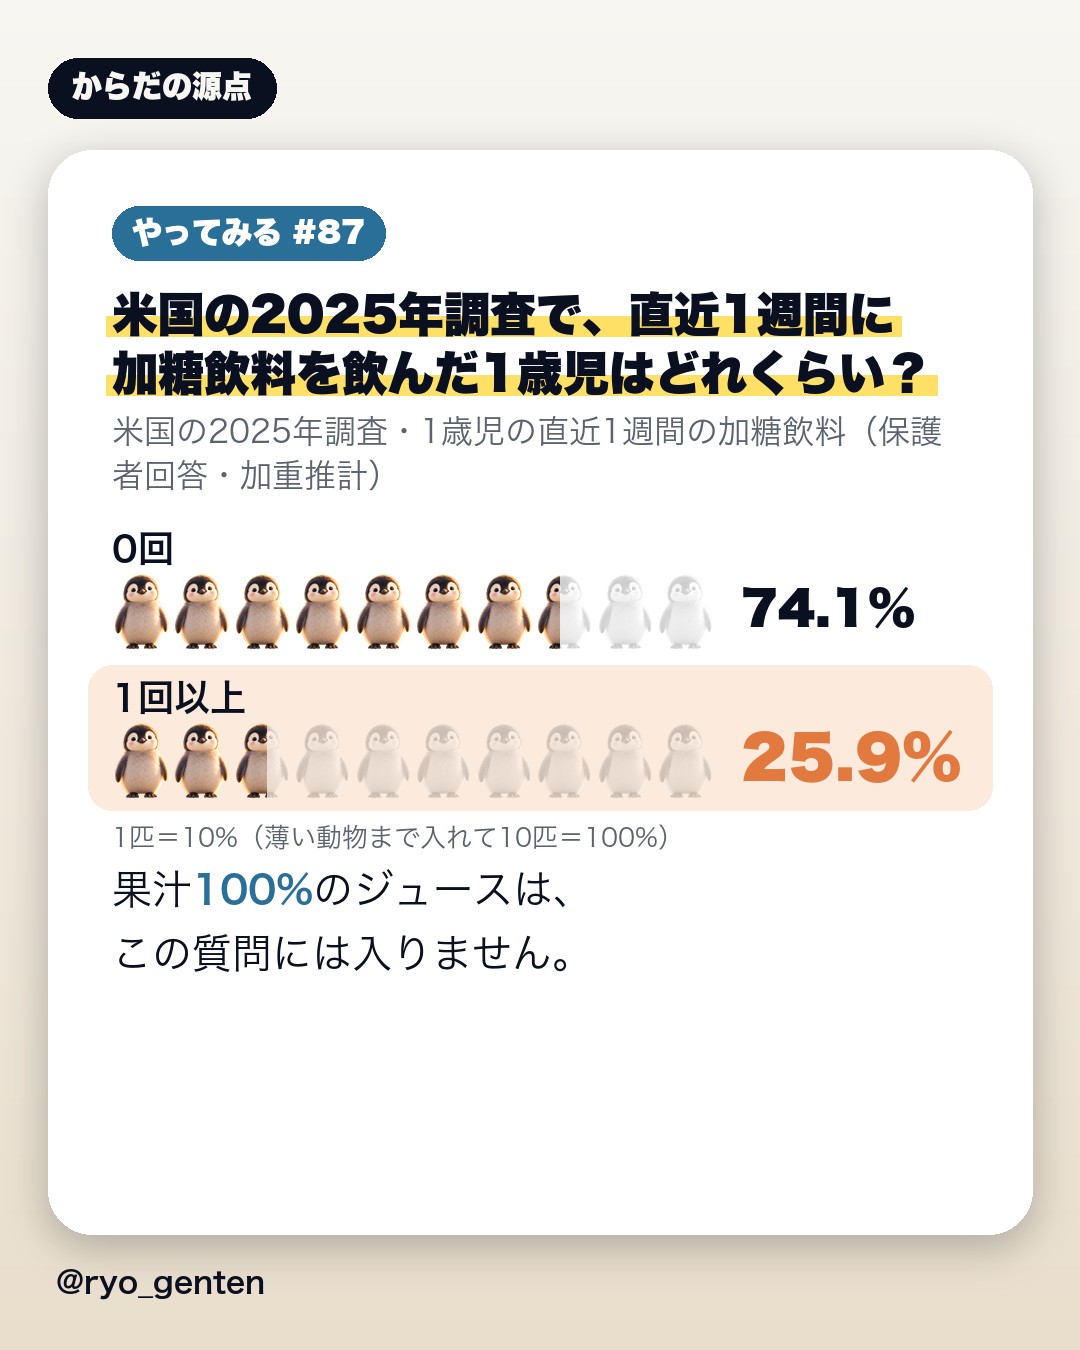 からだの源点
やってみる #87
米国の2025年調査で、直近1週間に
加糖飲料を飲んだ1歳児はどれくらい？
米国の2025年調査・1歳児の直近1週間の加糖飲料（保護
者回答・加重推計）
0回
74.1%
1回以上
25.9%
1匹＝10%（薄い動物まで入れて10匹＝100%）
果汁100%のジュースは、
この質問には入りません。
@ryo_genten